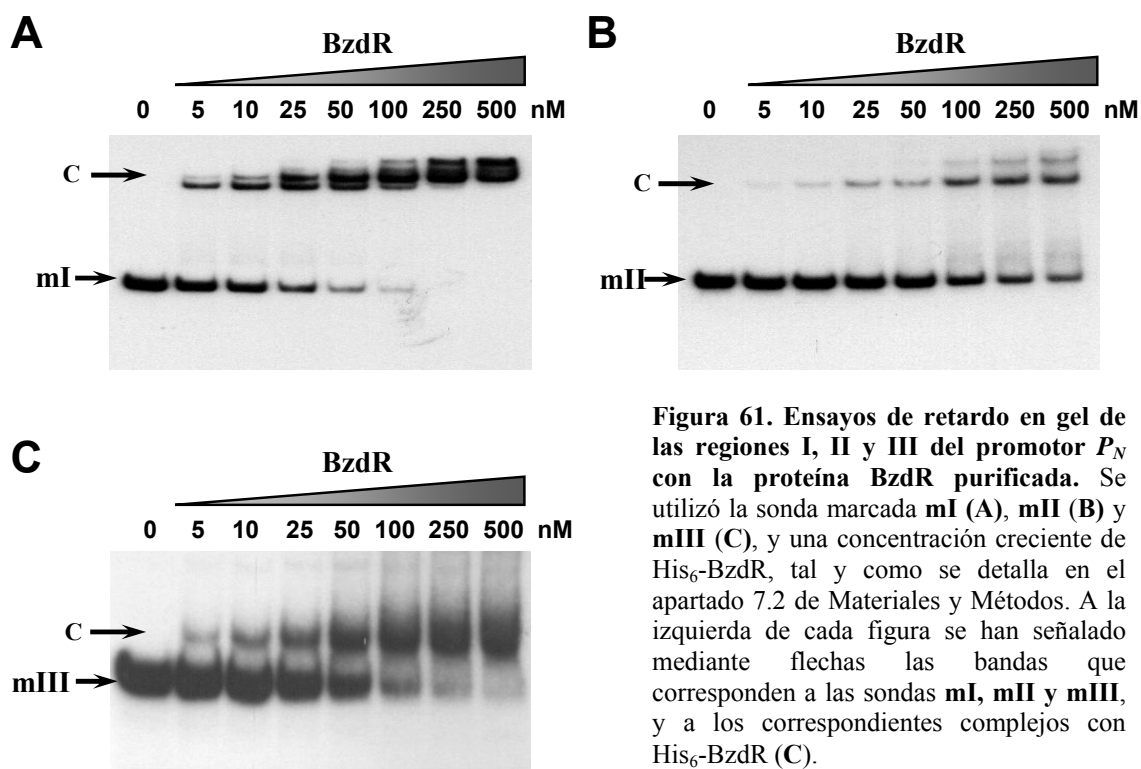 A
BzdR
0 5 10 25 50 100 250 500 nM
C
mI
B
BzdR
0 5 10 25 50 100 250 500 nM
C
mII
C
BzdR
0 5 10 25 50 100 250 500 nM
C
mIII
Figura 61. Ensayos de retardo en gel de
las regiones I, II y III del promotor P_N
con la proteína BzdR purificada. Se
utilizó la sonda marcada mI (A), mII (B) y
mIII (C), y una concentración creciente de
His₆-BzdR, tal y como se detalla en el
apartado 7.2 de Materiales y Métodos. A la
izquierda de cada figura se han señalado
mediante flechas las bandas que
corresponden a las sondas mI, mII y mIII,
y a los correspondientes complejos con
His₆-BzdR (C).